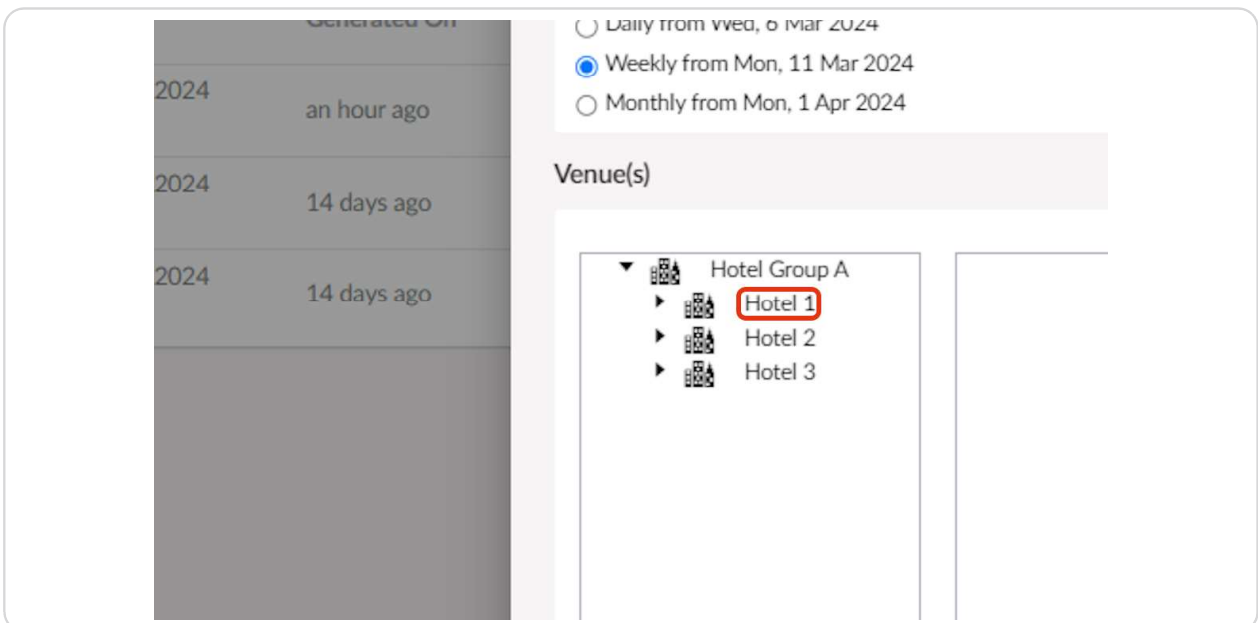 Generated On
2024
an hour ago
2024
14 days ago
2024
14 days ago
Daily from Wed, 6 Mar 2024
Weekly from Mon, 11 Mar 2024
Monthly from Mon, 1 Apr 2024
Venue(s)
Hotel Group A
Hotel 1
Hotel 2
Hotel 3